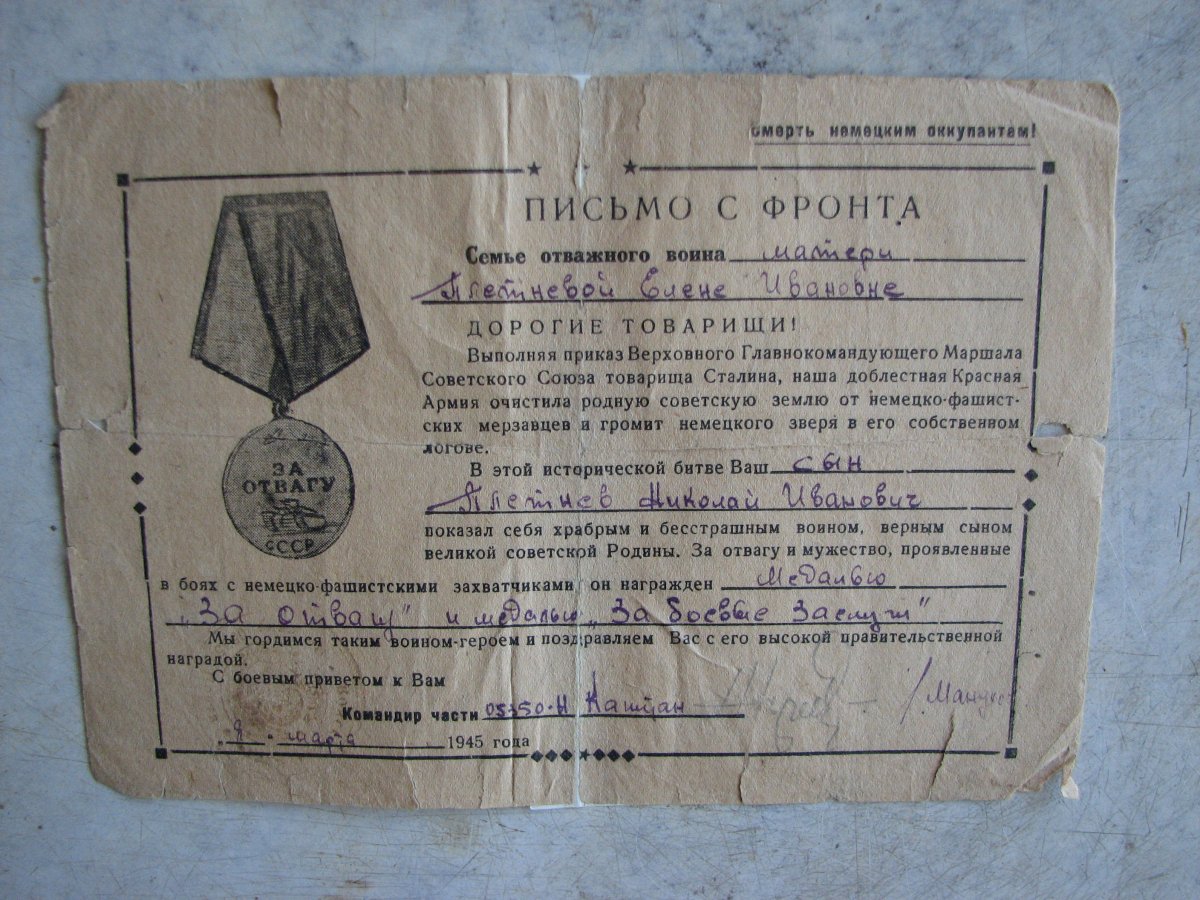 Смерть немецким оккупантам!
ПИСЬМО С ФРОНТА
Семье отважного воина матери
Плетневой Елене Ивановне
ДОРОГИЕ ТОВАРИЩИ!
Выполняя приказ Верховного Главнокомандующего Маршала
Советского Союза товарища Сталина, наша доблестная Красная
Армия очистила родную советскую землю от немецко-фашист-
ских мерзавцев и громит немецкого зверя в его собственном
логове.
В этой исторической битве Ваш сын
Плетнев Николай Иванович
показал себя храбрым и бесстрашным воином, верным сыном
великой советской Родины. За отвагу и мужество, проявленные
в боях с немецко-фашистскими захватчиками, он награжден Медалью
„За отвагу" и медалью „За боевые заслуги"
Мы гордимся таким воином-героем и поздравляем Вас с его высокой правительственной
наградой.
С боевым приветом к Вам
Командир части 05350-Н Капитан
„8" марта 1945 года
ЗА
ОТВАГУ
СССР